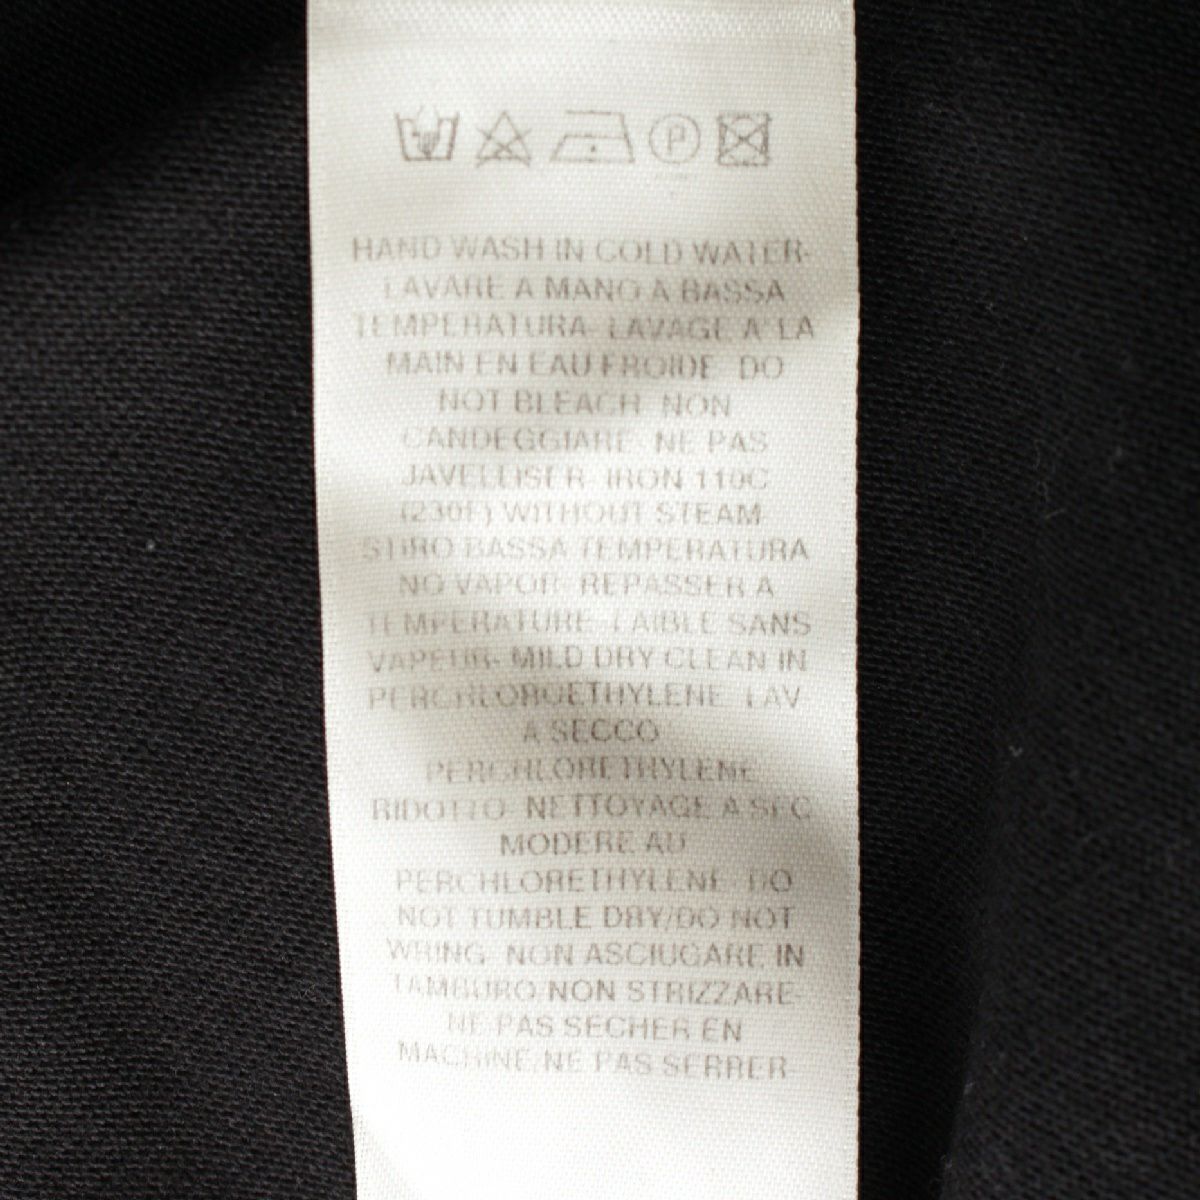 P
HAND WASH IN COLD WATER-
LAVARE A MANO A BASSA
TEMPERATURA- LAVAGE A' LA
MAIN EN EAU FROIDE DO
NOT BLEACH NON
CANDEGGIARE NE PAS
JAVELLISER- IRON 110C
(230F) WITHOUT STEAM
STIRO BASSA TEMPERATURA
NO VAPOR- REPASSER A
TEMPERATURE FAIBLE SANS
VAPEUR- MILD DRY CLEAN IN
PERCHLOROETHYLENE LAV
A SECCO
PERCHLORETHYLENE
RIDOTTO NETTOYAGE A SEC
MODERE AU
PERCHLORETHYLENE- DO
NOT TUMBLE DRY/DO NOT
WRING NON ASCIUGARE IN
TAMBURO NON STRIZZARE-
NE PAS SECHER EN
MACHINE/NE PAS SERRER